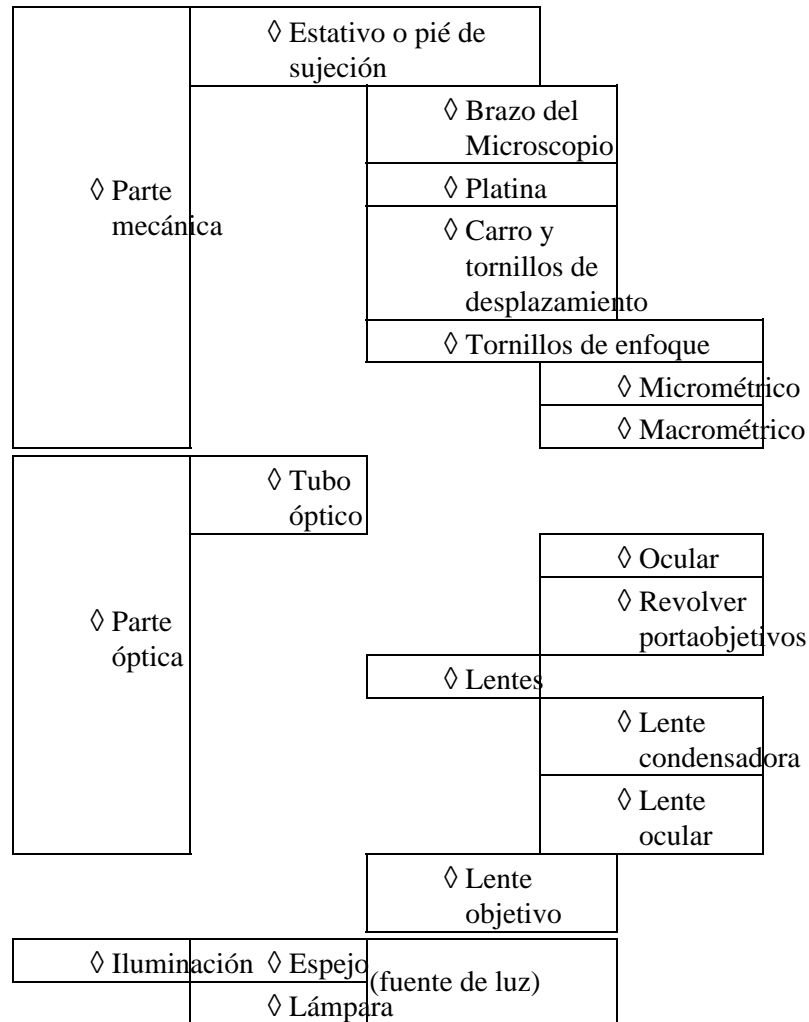 ◊ Estativo o pié de
sujeción
◊ Brazo del
Microscopio
◊ Parte
mecánica
◊ Platina
◊ Carro y
tornillos de
desplazamiento
◊ Tornillos de enfoque
◊ Micrométrico
◊ Macrométrico
◊ Tubo
óptico
◊ Parte
óptica
◊ Ocular
◊ Revolver
portaobjetivos
◊ Lentes
◊ Lente
condensadora
◊ Lente
ocular
◊ Lente
objetivo
◊ Iluminación
◊ Espejo
(fuente de luz)
◊ Lámpara